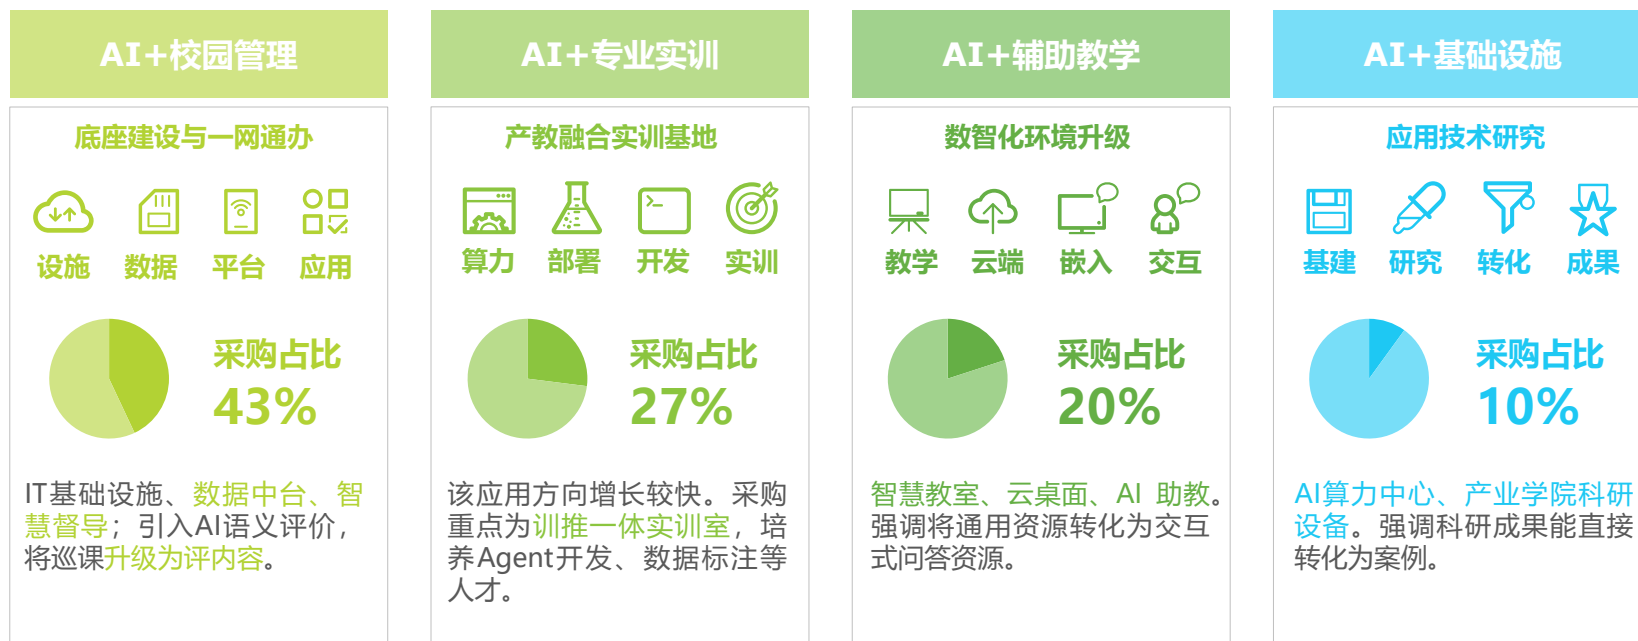 AI+校园管理
底座建设与一网通办
设施 数据 平台 应用
采购占比
43%
IT基础设施、数据中台、智
慧督导；引入AI语义评价，
将巡课升级为评内容。
AI+专业实训
产教融合实训基地
算力 部署 开发 实训
采购占比
27%
该应用方向增长较快。采购
重点为训推一体实训室，培
养Agent开发、数据标注等
人才。
AI+辅助教学
数智化环境升级
教学 云端 嵌入 交互
采购占比
20%
智慧教室、云桌面、AI 助教。
强调将通用资源转化为交互
式问答资源。
AI+基础设施
应用技术研究
基建 研究 转化 成果
采购占比
10%
AI算力中心、产业学院科研
设备。强调科研成果能直接
转化为案例。